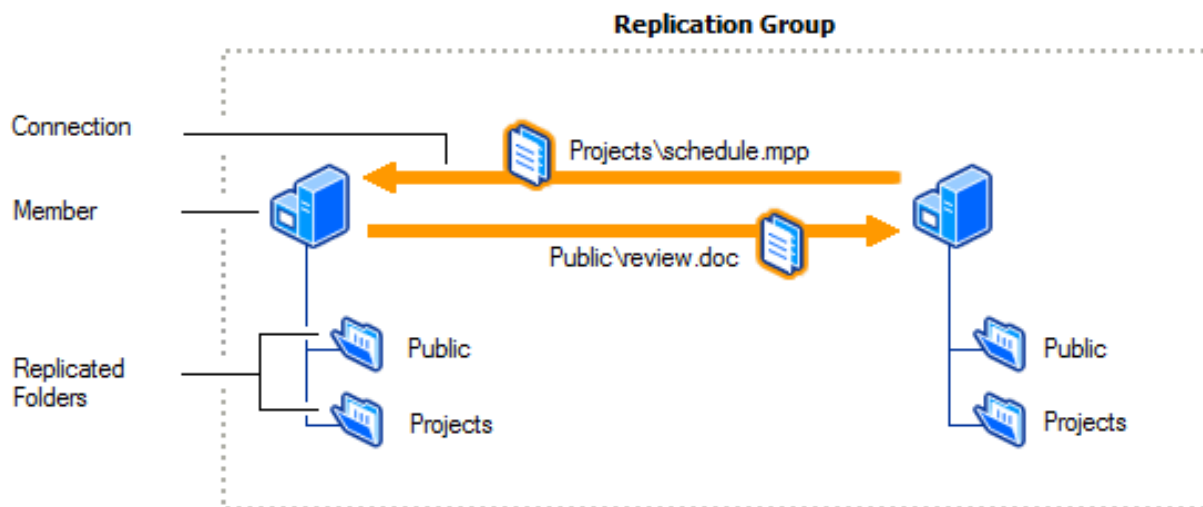 Replication Group
Connection
Projects\schedule.mpp
Member
Public\review.doc
Replicated
Folders
Public
Projects
Public
Projects